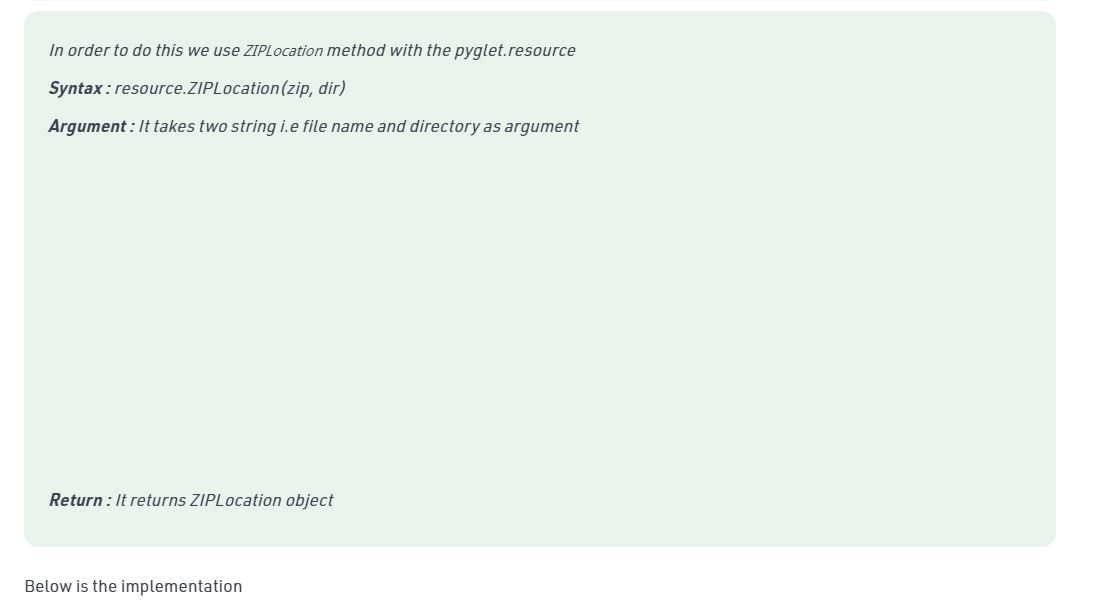 In order to do this we use ZIPLocation method with the pyglet.resource
Syntax : resource.ZIPLocation(zip, dir)
Argument : It takes two string i.e file name and directory as argument
Return : It returns ZIPLocation object
Below is the implementation